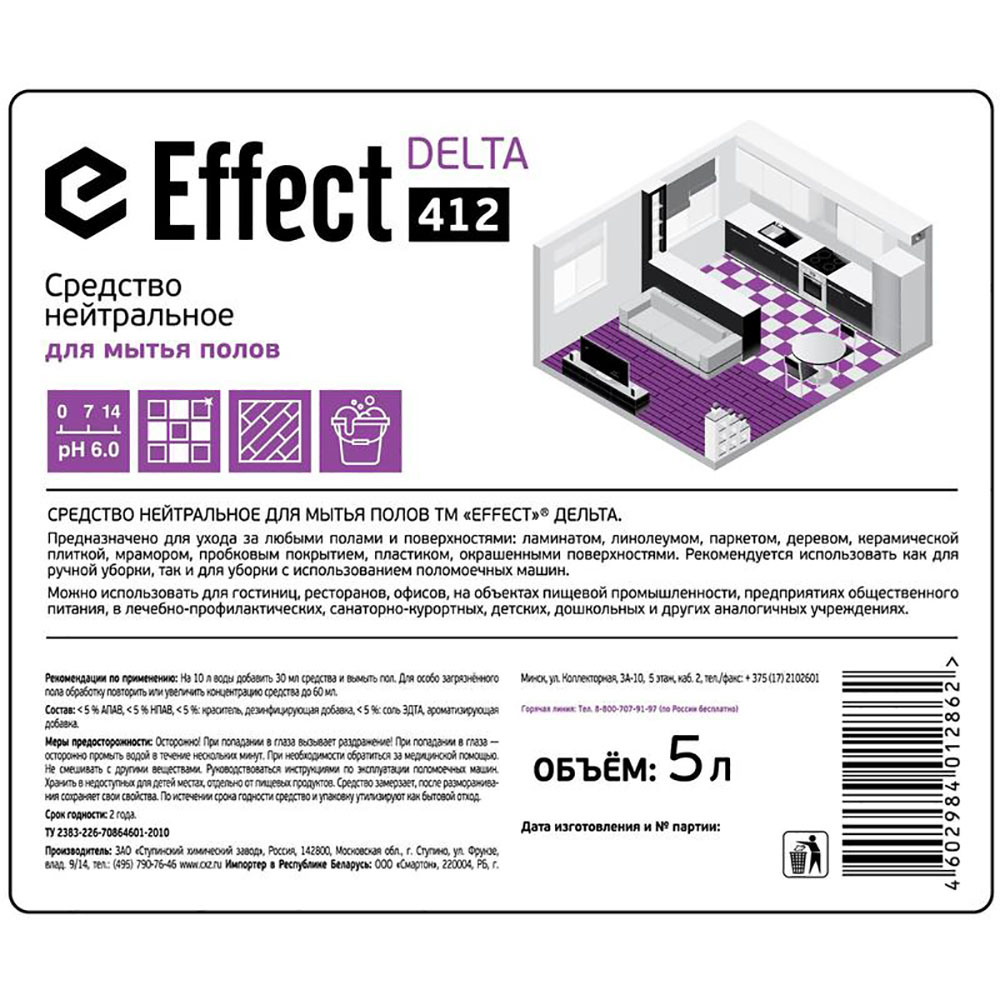 e Effect DELTA
412
Средство
нейтральное
для мытья полов
0 7 14
pH 6.0
СРЕДСТВО НЕЙТРАЛЬНОЕ ДЛЯ МЫТЬЯ ПОЛОВ ТМ «EFFECT»® ДЕЛЬТА.
Предназначено для ухода за любыми полами и поверхностями: ламинатом, линолеумом, паркетом, деревом, керамической
плиткой, мрамором, пробковым покрытием, пластиком, окрашенными поверхностями. Рекомендуется использовать как для
ручной уборки, так и для уборки с использованием поломоечных машин.
Можно использовать для гостиниц, ресторанов, офисов, на объектах пищевой промышленности, предприятиях общественного
питания, в лечебно-профилактических, санаторно-курортных, детских, дошкольных и других аналогичных учреждениях.
Рекомендации по применению: На 10 л воды добавить 30 мл средства и вымыть пол. Для особо загрязнённого
пола обработку повторить или увеличить концентрацию средства до 60 мл.
Состав: < 5 % АПАВ, < 5 % НПАВ, < 5 %: краситель, дезинфицирующая добавка, < 5 %: соль ЭДТА, ароматизирующая
добавка.
Меры предосторожности: Осторожно! При попадании в глаза вызывает раздражение! При попадании в глаза —
осторожно промыть водой в течение нескольких минут. При необходимости обратиться за медицинской помощью.
Не смешивать с другими веществами. Руководствоваться инструкциями по эксплуатации поломоечных машин.
Хранить в недоступных для детей местах, отдельно от пищевых продуктов. Средство замерзает, после разморажива-
ния сохраняет свои свойства. По истечении срока годности средство и упаковку утилизируют как бытовой отход.
Срок годности: 2 года.
ТУ 2383-226-70864601-2010
Производитель: ЗАО «Ступинский химический завод», Россия, 142800, Московская обл., г. Ступино, ул. Фрунзе,
влад. 9/14, тел.: (495) 790-76-46 www.cxz.ru Импортер в Республике Беларусь: ООО «Смартон», 220004, РБ, г.
Минск, ул. Коллекторная, 3А-10, 5 этаж, каб. 2, тел./факс: + 375 (17) 2102601
Горячая линия: Тел. 8-800-707-91-97 (по России бесплатно)
ОБЪЁМ: 5 л
Дата изготовления и № партии:
4 602984 012862 >